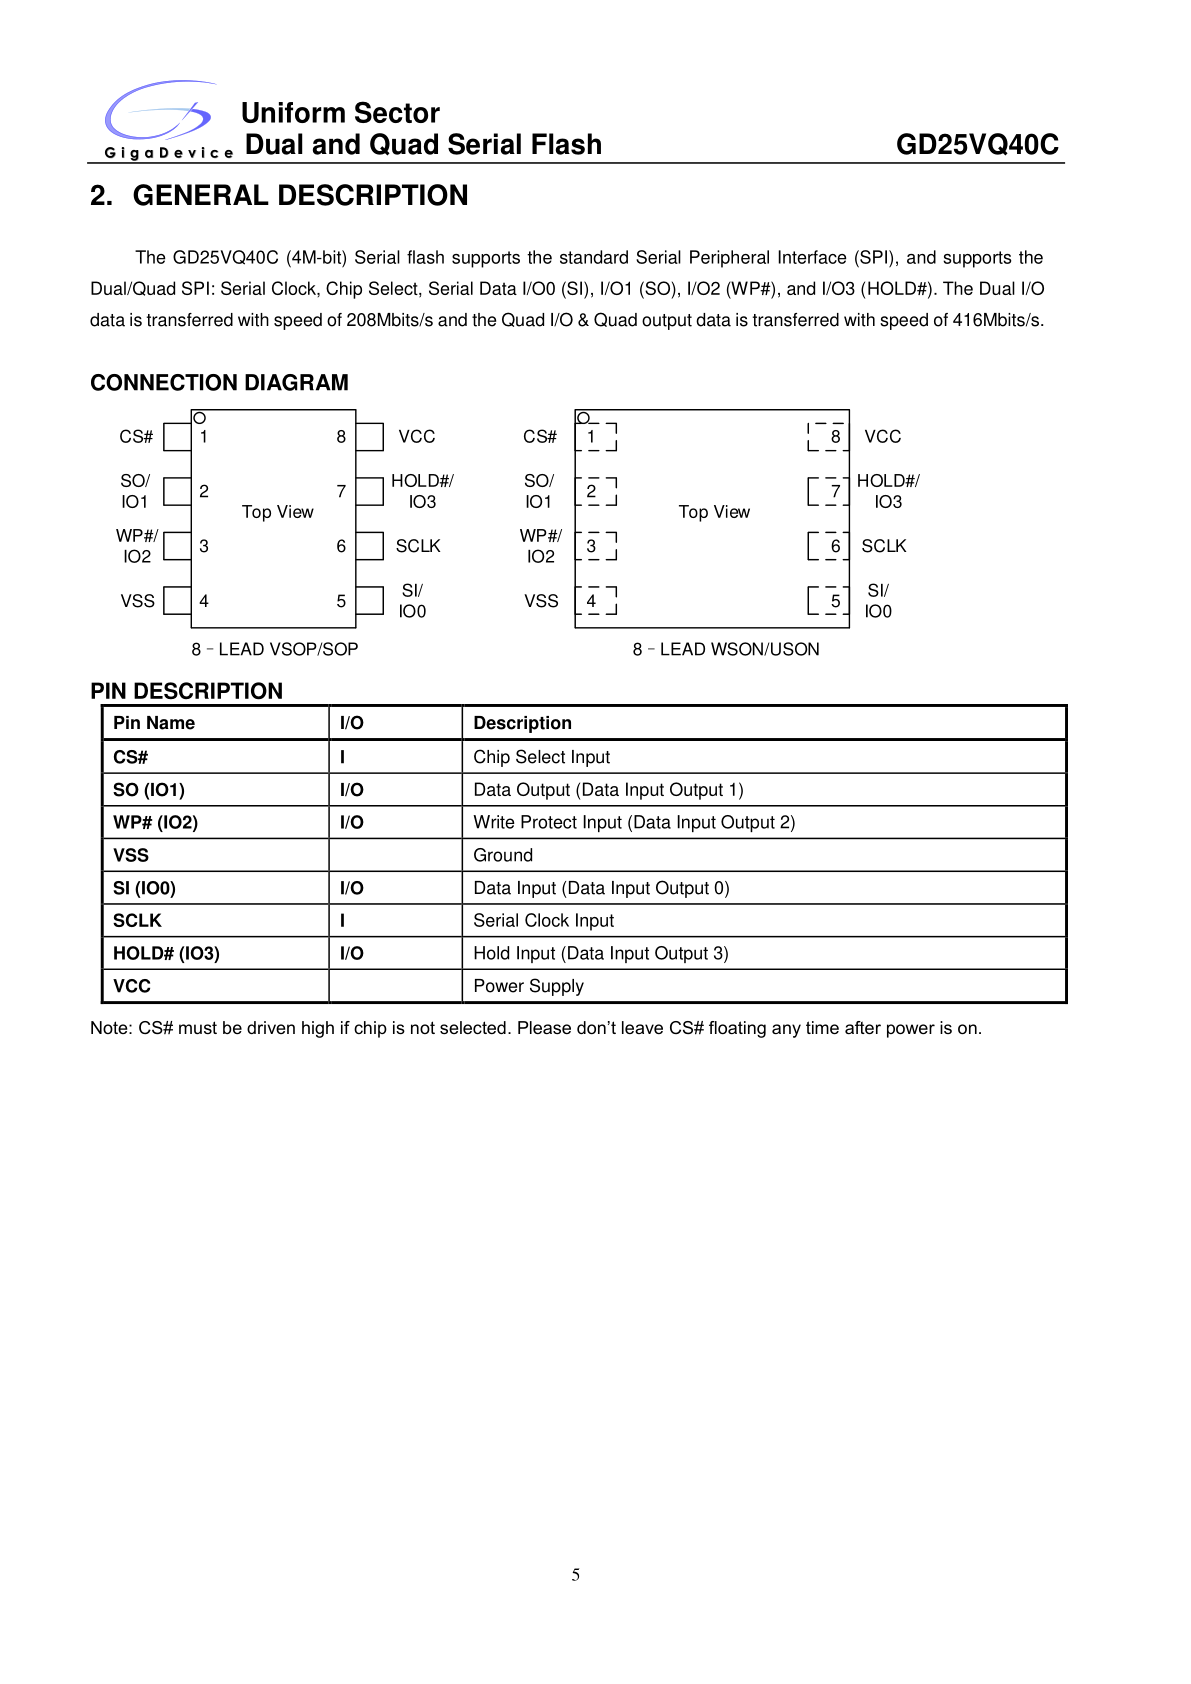 Uniform Sector
GigaDevice Dual and Quad Serial Flash GD25VQ40C
2. GENERAL DESCRIPTION
The GD25VQ40C (4M-bit) Serial flash supports the standard Serial Peripheral Interface (SPI), and supports the
Dual/Quad SPI: Serial Clock, Chip Select, Serial Data I/O0 (SI), I/O1 (SO), I/O2 (WP#), and I/O3 (HOLD#). The Dual I/O
data is transferred with speed of 208Mbits/s and the Quad I/O & Quad output data is transferred with speed of 416Mbits/s.
CONNECTION DIAGRAM
CS# 1 8 VCC
SO/
IO1 2 7 HOLD#/
IO3
Top View
WP#/
IO2 3 6 SCLK
VSS 4 5 SI/
IO0
8 - LEAD VSOP/SOP
CS# 1 8 VCC
SO/
IO1 2 7 HOLD#/
IO3
Top View
WP#/
IO2 3 6 SCLK
VSS 4 5 SI/
IO0
8 - LEAD WSON/USON
PIN DESCRIPTION
Pin Name I/O Description
CS# I Chip Select Input
SO (IO1) I/O Data Output (Data Input Output 1)
WP# (IO2) I/O Write Protect Input (Data Input Output 2)
VSS Ground
SI (IO0) I/O Data Input (Data Input Output 0)
SCLK I Serial Clock Input
HOLD# (IO3) I/O Hold Input (Data Input Output 3)
VCC Power Supply
Note: CS# must be driven high if chip is not selected. Please don’t leave CS# floating any time after power is on.
5